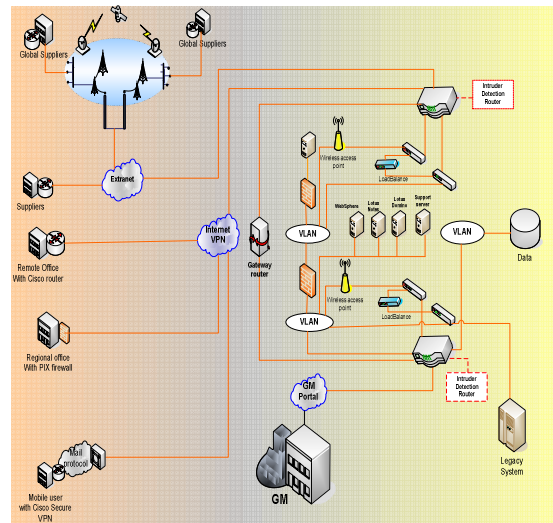 Global Suppliers
Global Suppliers
Intruder
Detection
Router
Wireless access
point
LoadBalance
Extranet
Suppliers
WebSphere
Lotus
Notes
Lotus
Domino
Support
server
Internet
VPN
VLAN
VLAN
Gateway
router
Data
Remote Office
With Cisco router
Wireless access
point
LoadBalance
VLAN
Regional office
With PIX firewall
Intruder
Detection
Router
GM
Portal
Mail
protocol
Legacy
System
GM
Mobile user
with Cisco Secure
VPN